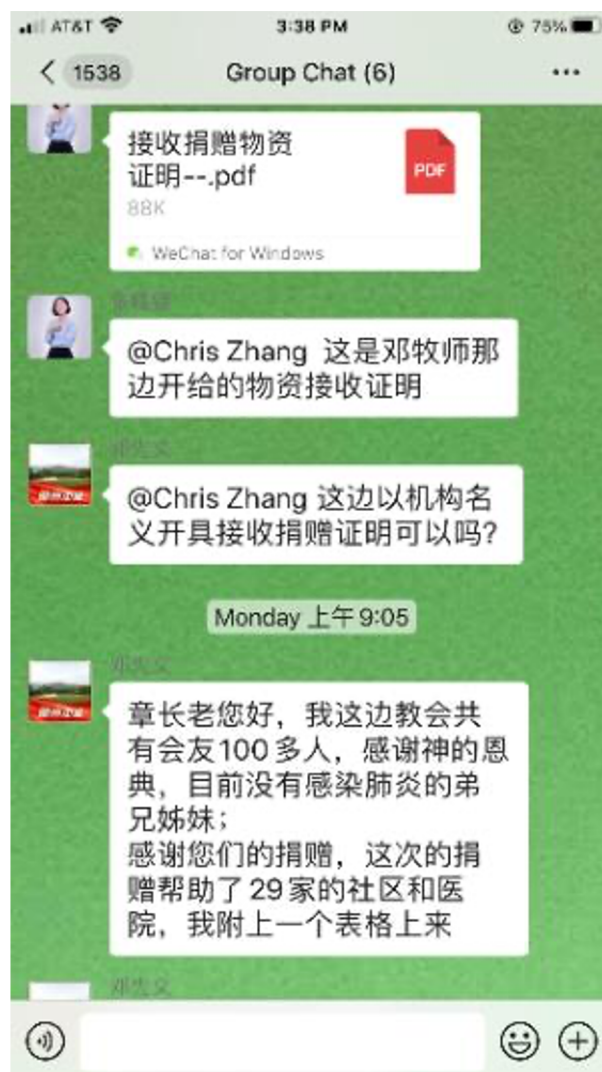 AT&T
3:38 PM
75%
1538
Group Chat (6)
接收捐赠物资
证明--.pdf
PDF
88K
WeChat for Windows
@Chris Zhang 这是邓牧师那
边开给的物资接收证明
@Chris Zhang 这边以机构名
义开具接收捐赠证明可以吗?
Monday 上午 9:05
章长老您好，我这边教会共
有会友100多人，感谢神的恩
典，目前没有感染肺炎的弟
兄姊妹；
感谢您们的捐赠，这次的捐
赠帮助了29家的社区和医
院，我附上一个表格上来